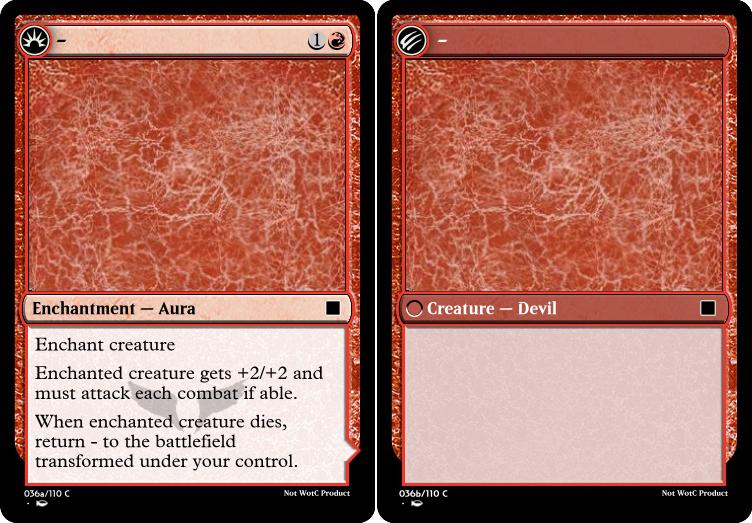 -
1
Enchantment — Aura
Enchant creature
Enchanted creature gets +2/+2 and
must attack each combat if able.
When enchanted creature dies,
return - to the battlefield
transformed under your control.
036a/110 C
Not WotC Product
-
Creature — Devil
036b/110 C
Not WotC Product